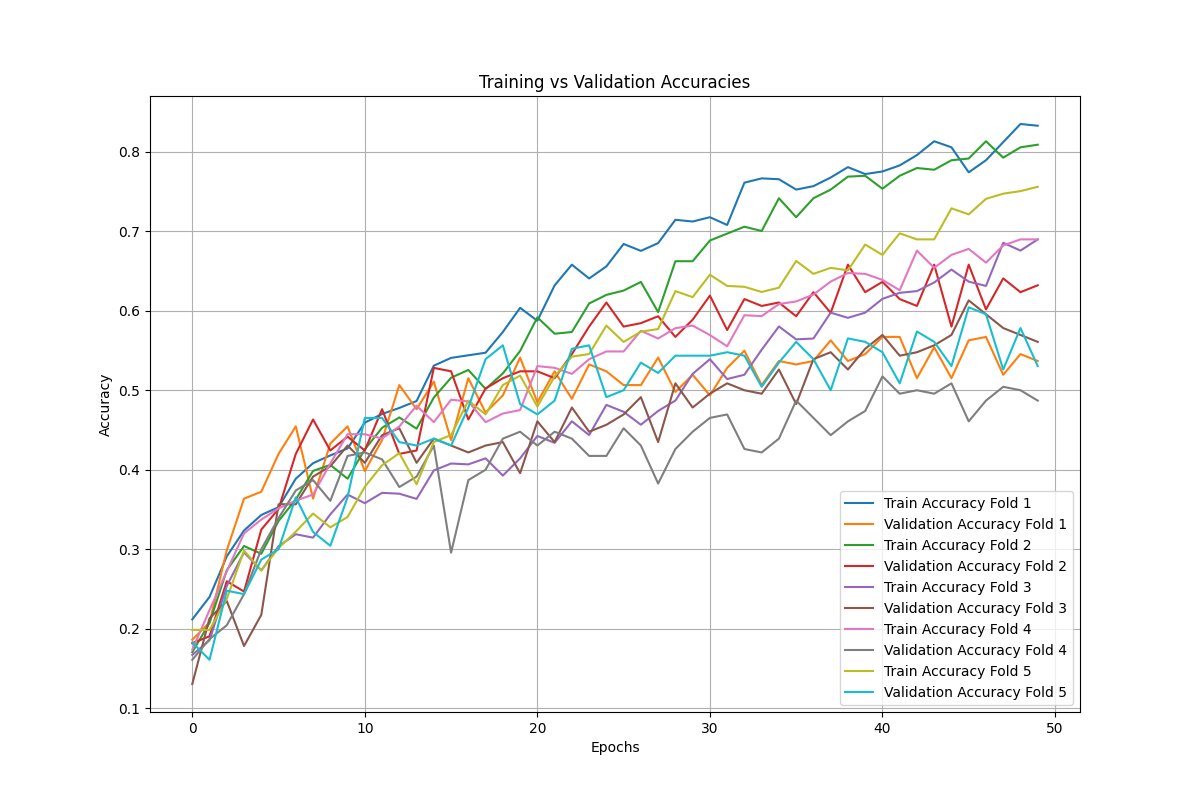 Training vs Validation Accuracies
0.8
0.7
0.6
0.5
0.4
0.3
0.2
0.1
Accuracy
0 10 20 30 40 50
Epochs
Train Accuracy Fold 1
Validation Accuracy Fold 1
Train Accuracy Fold 2
Validation Accuracy Fold 2
Train Accuracy Fold 3
Validation Accuracy Fold 3
Train Accuracy Fold 4
Validation Accuracy Fold 4
Train Accuracy Fold 5
Validation Accuracy Fold 5